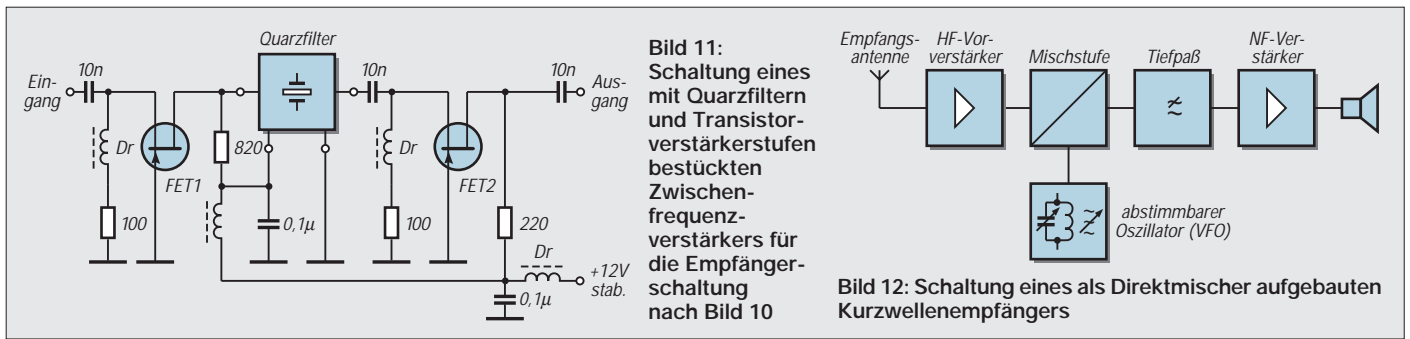 Ein-
gang
10n
Dr
100
FET1
820
Quarzfilter
0,1µ
10n
Dr
100
FET2
220
10n
Aus-
gang
Dr
+12V
stab.
0,1µ
Bild 11:
Schaltung eines
mit Quarzfiltern
und Transistor-
verstärkerstufen
bestückten
Zwischen-
frequenz-
verstärkers für
die Empfänger-
schaltung
nach Bild 10
Empfangs-
antenne
HF-Vor-
verstärker
Mischstufe
Tiefpaß
NF-Ver-
stärker
abstimmbarer
Oszillator (VFO)
Bild 12: Schaltung eines als Direktmischer aufgebauten
Kurzwellenempfängers